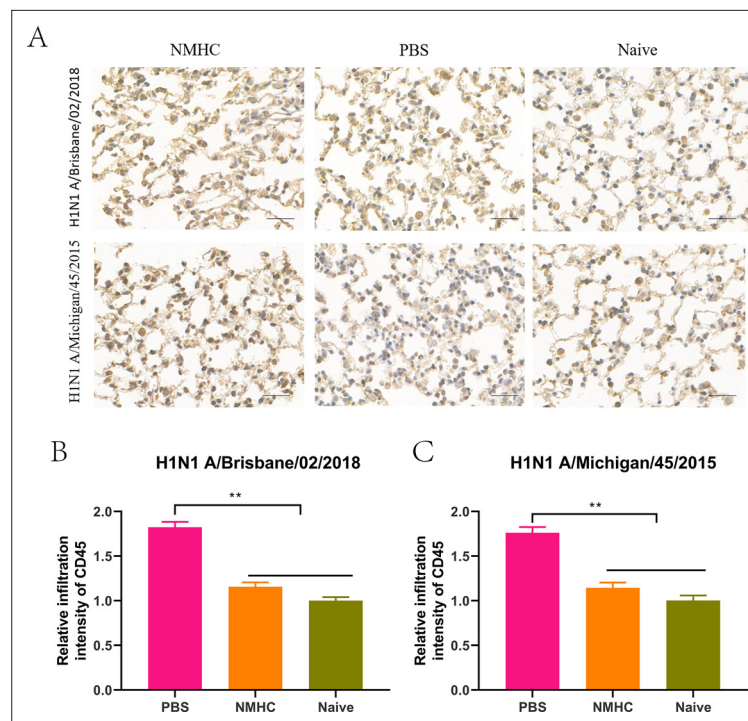 A
NMHC PBS Naive
H1N1 A/Brisbane/02/2018
H1N1 A/Michigan/45/2015
B
H1N1 A/Brisbane/02/2018
Relative infiltration
intensity of CD45
2.0
1.5
1.0
0.5
0.0
**
PBS NMHC Naive
C
H1N1 A/Michigan/45/2015
Relative infiltration
intensity of CD45
2.0
1.5
1.0
0.5
0.0
**
PBS NMHC Naive